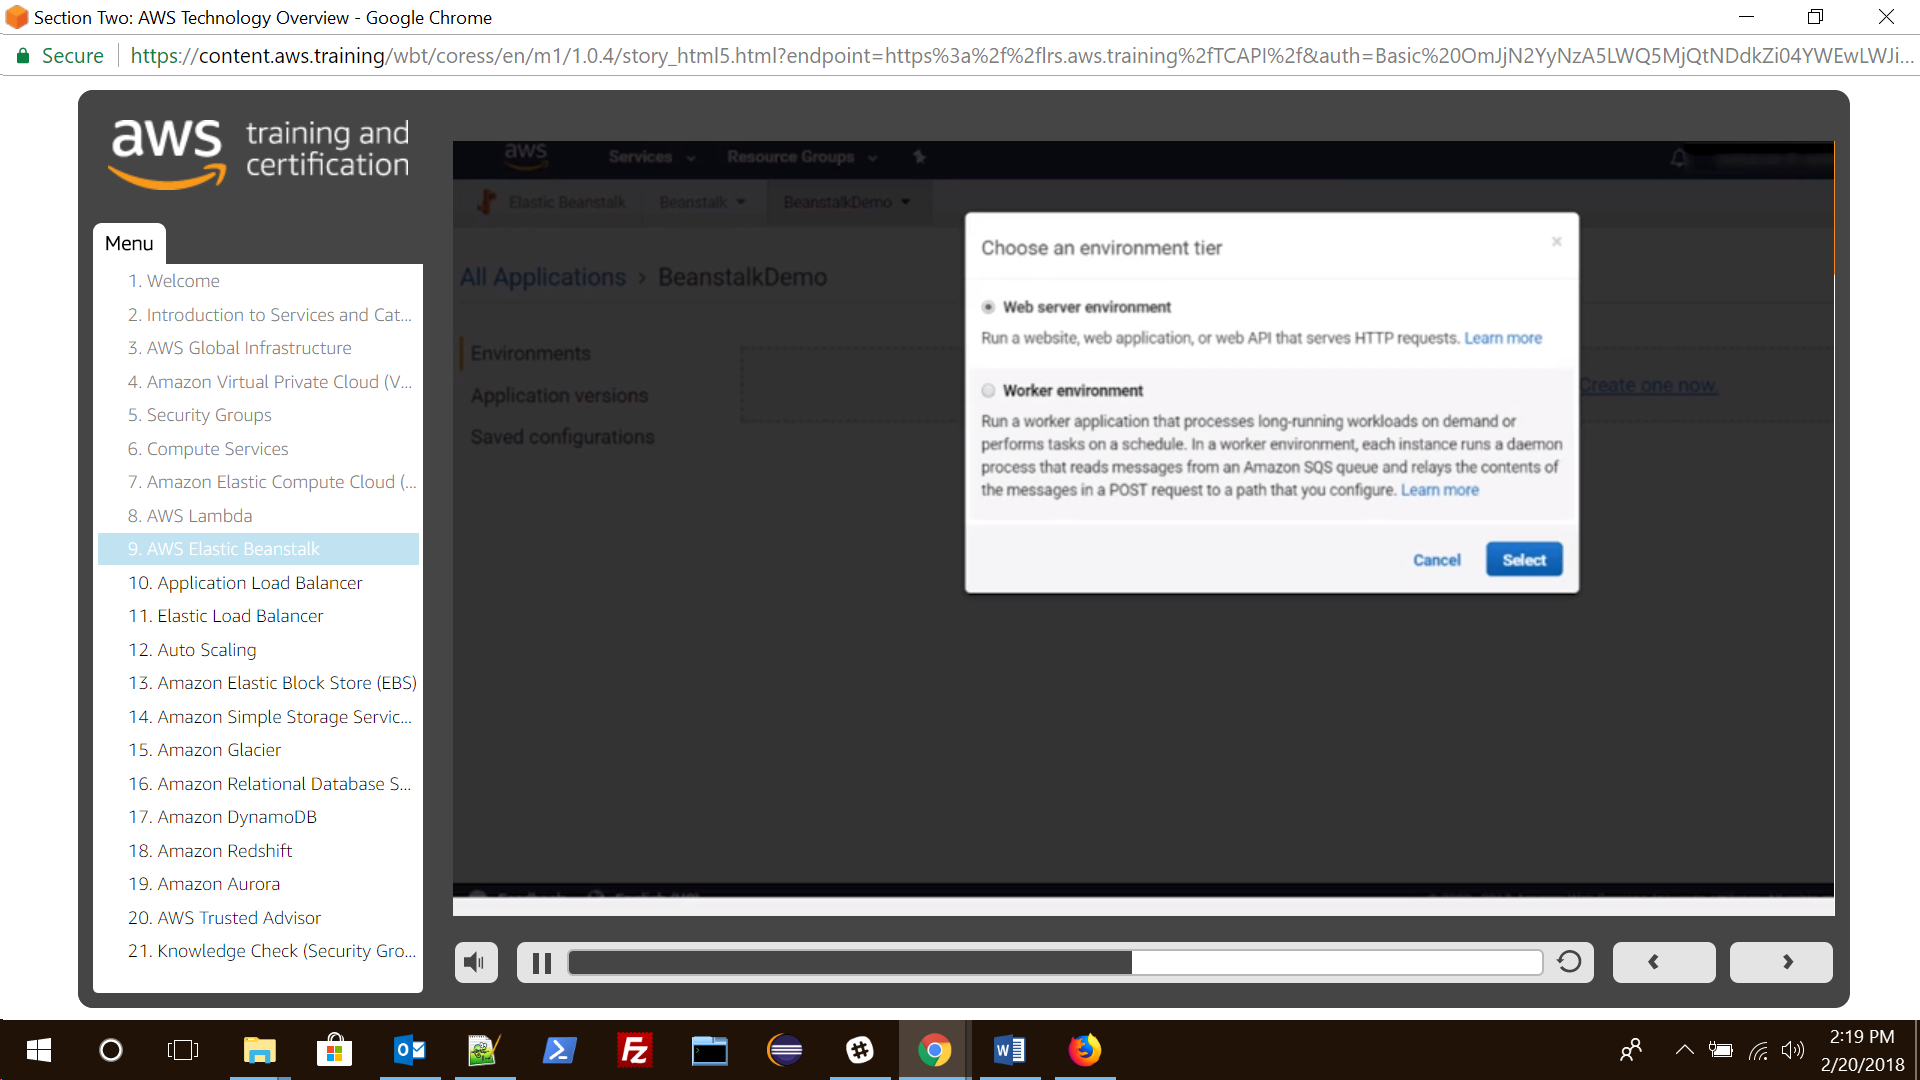 Section Two: AWS Technology Overview - Google Chrome
Secure https://content.aws.training/wbt/coress/en/m1/1.0.4/story_html5.html?endpoint=https%3a%2f%2flrs.aws.training%2fTCAPI%2f&auth=Basic%20OmJjN2YyNzA5LWQ5MjQtNDdkZi04YWEwLWJi...
aws training and certification
Menu
1. Welcome
2. Introduction to Services and Cat...
3. AWS Global Infrastructure
4. Amazon Virtual Private Cloud (V...
5. Security Groups
6. Compute Services
7. Amazon Elastic Compute Cloud (...
8. AWS Lambda
9. AWS Elastic Beanstalk
10. Application Load Balancer
11. Elastic Load Balancer
12. Auto Scaling
13. Amazon Elastic Block Store (EBS)
14. Amazon Simple Storage Servic...
15. Amazon Glacier
16. Amazon Relational Database S...
17. Amazon DynamoDB
18. Amazon Redshift
19. Amazon Aurora
20. AWS Trusted Advisor
21. Knowledge Check (Security Gro...
aws Services Resource Groups
Elastic Beanstalk Beanstalk BeanstalkDemo
All Applications › BeanstalkDemo
Environments
Application versions
Saved configurations
Create one now.
Choose an environment tier ×
Web server environment
Run a website, web application, or web API that serves HTTP requests. Learn more
Worker environment
Run a worker application that processes long-running workloads on demand or
performs tasks on a schedule. In a worker environment, each instance runs a daemon
process that reads messages from an Amazon SQS queue and relays the contents of
the messages in a POST request to a path that you configure. Learn more
Cancel Select
2:19 PM
2/20/2018